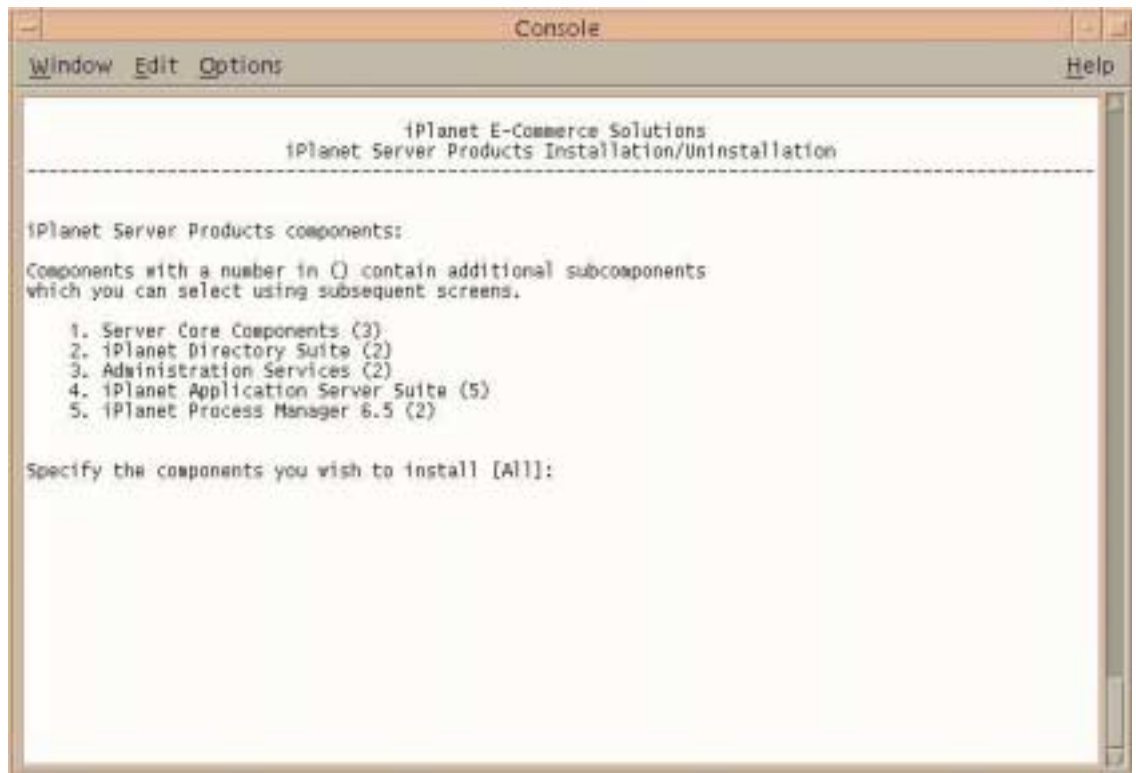 Console
Window Edit Options Help
iPlanet E-Commerce Solutions
iPlanet Server Products Installation/Uninstallation
--------------------------------------------------------------------------------
iPlanet Server Products components:
Components with a number in () contain additional subcomponents
which you can select using subsequent screens.
1. Server Core Components (3)
2. iPlanet Directory Suite (2)
3. Administration Services (2)
4. iPlanet Application Server Suite (5)
5. iPlanet Process Manager 6.5 (2)
Specify the components you wish to install [All]: